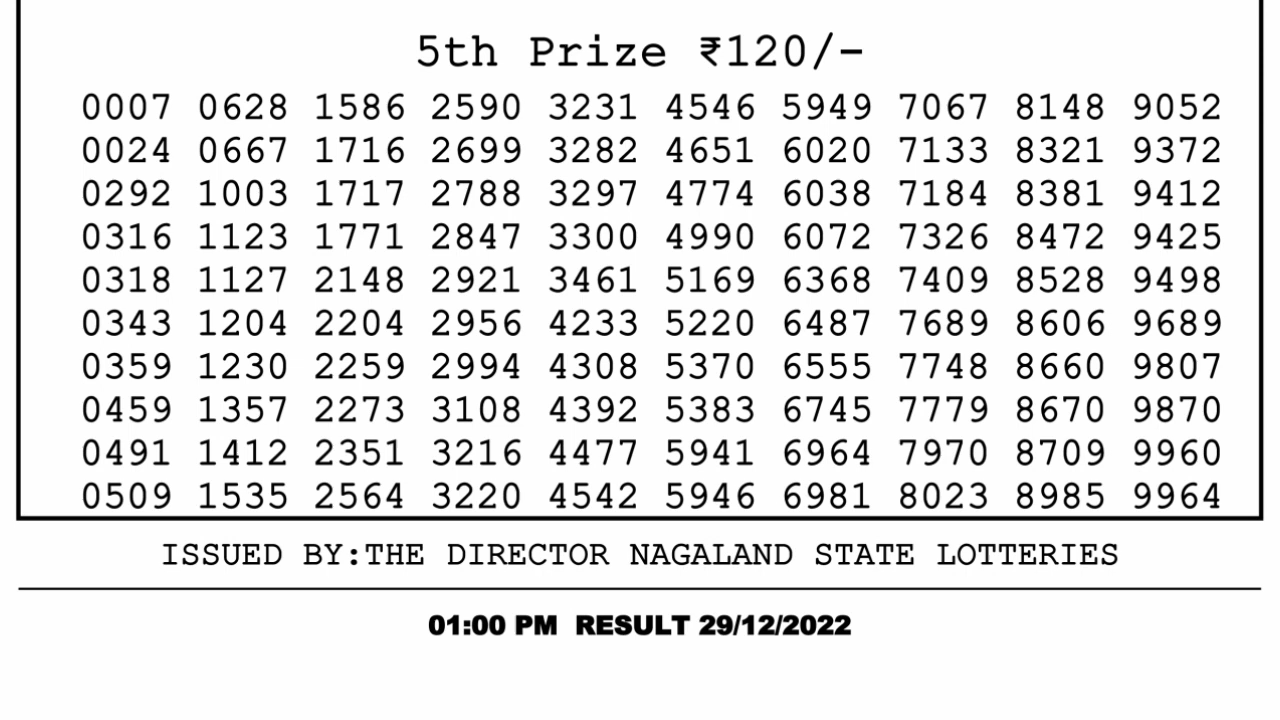 5th Prize ₹120/-
0007 0628 1586 2590 3231 4546 5949 7067 8148 9052
0024 0667 1716 2699 3282 4651 6020 7133 8321 9372
0292 1003 1717 2788 3297 4774 6038 7184 8381 9412
0316 1123 1771 2847 3300 4990 6072 7326 8472 9425
0318 1127 2148 2921 3461 5169 6368 7409 8528 9498
0343 1204 2204 2956 4233 5220 6487 7689 8606 9689
0359 1230 2259 2994 4308 5370 6555 7748 8660 9807
0459 1357 2273 3108 4392 5383 6745 7779 8670 9870
0491 1412 2351 3216 4477 5941 6964 7970 8709 9960
0509 1535 2564 3220 4542 5946 6981 8023 8985 9964
ISSUED BY:THE DIRECTOR NAGALAND STATE LOTTERIES
01:00 PM RESULT 29/12/2022